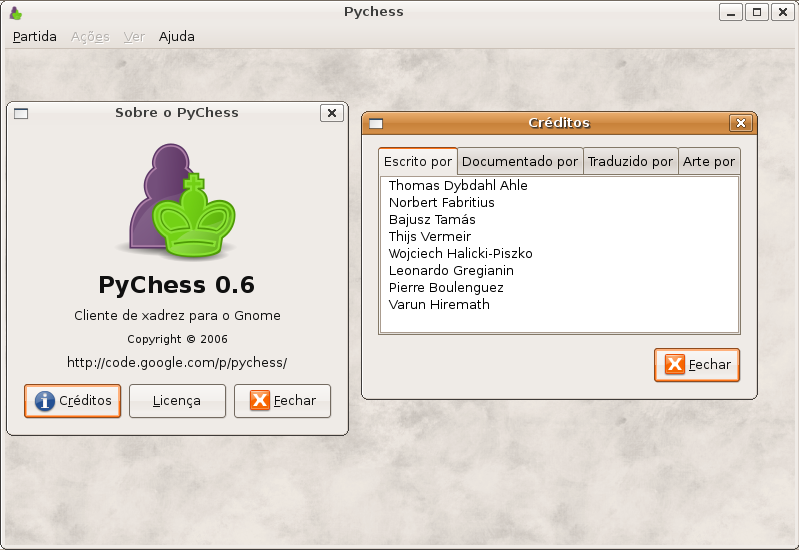 Pychess
Partida Ações Ver Ajuda
Sobre o PyChess
PyChess 0.6
Cliente de xadrez para o Gnome
Copyright © 2006
http://code.google.com/p/pychess/
Créditos Licença Fechar
Créditos
Escrito por Documentado por Traduzido por Arte por
Thomas Dybdahl Ahle
Norbert Fabritius
Bajusz Tamás
Thijs Vermeir
Wojciech Halicki-Piszko
Leonardo Gregianin
Pierre Boulenguez
Varun Hiremath
Fechar